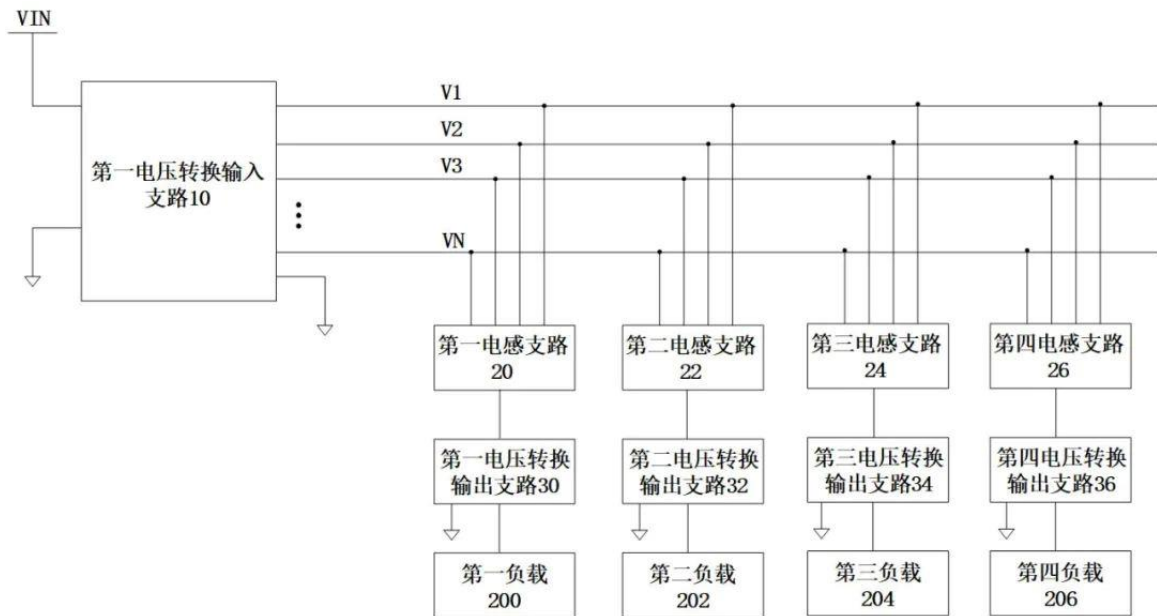 VIN
V1
V2
第一电压转换输入
支路10
V3
VN
第一电感支路
20
第二电感支路
22
第三电感支路
24
第四电感支路
26
第一电压转换
输出支路30
第二电压转换
输出支路32
第三电压转换
输出支路34
第四电压转换
输出支路36
第一负载
200
第二负载
202
第三负载
204
第四负载
206